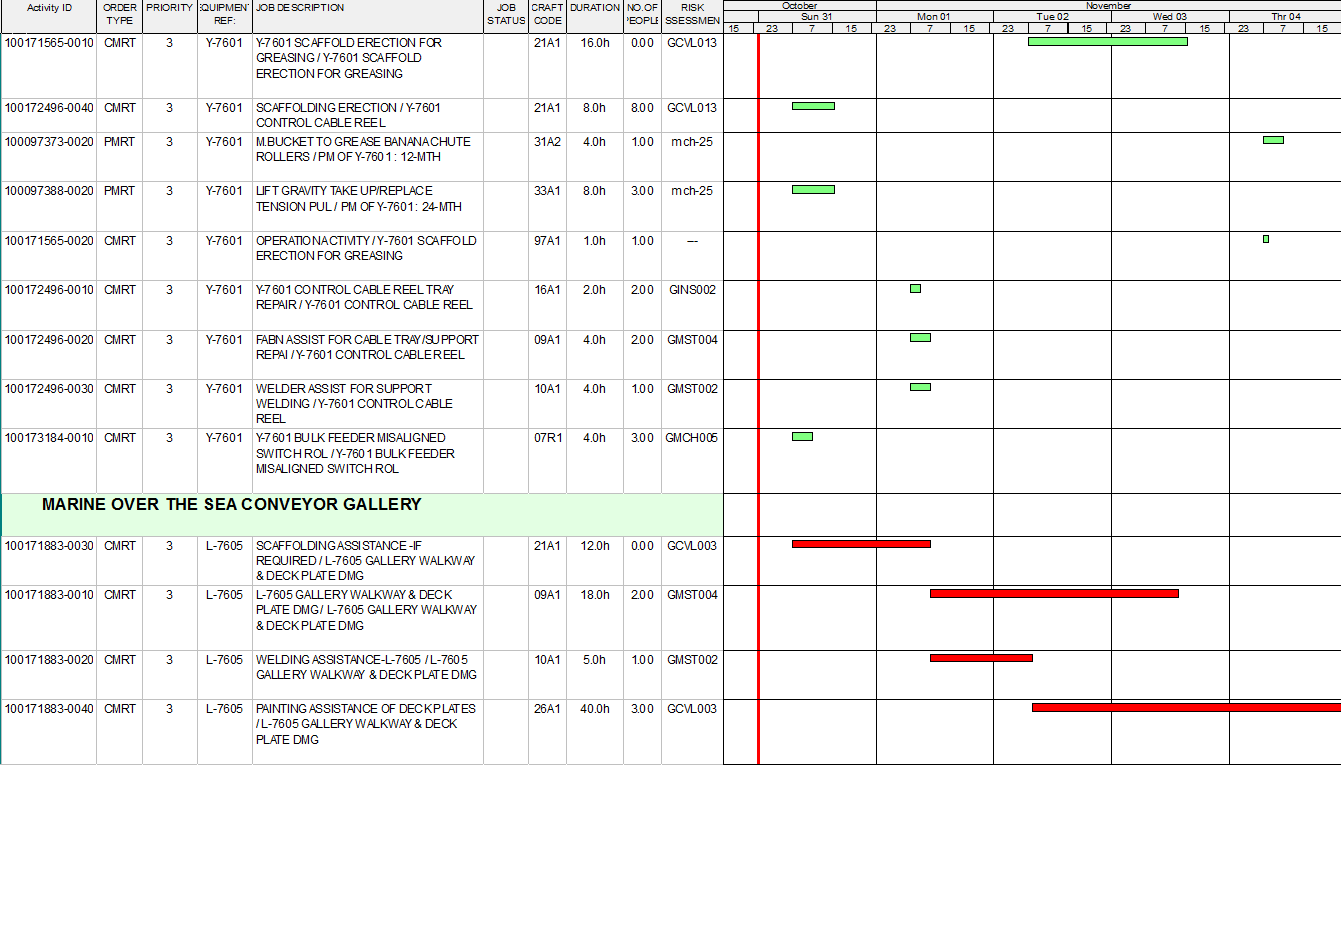 Activity ID ORDER TYPE PRIORITY EQUIPMENT REF: JOB DESCRIPTION JOB STATUS CRAFT CODE DURATION NO.OF PEOPLE RISK SSESSMEN
October November
Sun 31 Mon 01 Tue 02 Wed 03 Thr 04
15 23 7 15 23 7 15 23 7 15 23 7 15 23 7 15
100171565-0010 CMRT 3 Y-7601 Y-7601 SCAFFOLD ERECTION FOR 21A1 16.0h 0.00 GCVL013
GREASING / Y-7601 SCAFFOLD
ERECTION FOR GREASING
100172496-0040 CMRT 3 Y-7601 SCAFFOLDING ERECTION / Y-7601 21A1 8.0h 8.00 GCVL013
CONTROL CABLE REEL
100097373-0020 PMRT 3 Y-7601 M.BUCKET TO GREASE BANANA CHUTE 31A2 4.0h 1.00 mch-25
ROLLERS / PM OF Y-7601 : 12-MTH
100097388-0020 PMRT 3 Y-7601 LIFT GRAVITY TAKE UP/REPLACE 33A1 8.0h 3.00 mch-25
TENSION PUL / PM OF Y-7601 : 24-MTH
100171565-0020 CMRT 3 Y-7601 OPERATION ACTIVITY / Y-7601 SCAFFOLD 97A1 1.0h 1.00 ---
ERECTION FOR GREASING
100172496-0010 CMRT 3 Y-7601 Y-7601 CONTROL CABLE REEL TRAY 16A1 2.0h 2.00 GINS002
REPAIR / Y-7601 CONTROL CABLE REEL
100172496-0020 CMRT 3 Y-7601 FABN ASSIST FOR CABLE TRAY/SUPPORT 09A1 4.0h 2.00 GMST004
REPAI / Y-7601 CONTROL CABLE REEL
100172496-0030 CMRT 3 Y-7601 WELDER ASSIST FOR SUPPORT 10A1 4.0h 1.00 GMST002
WELDING / Y-7601 CONTROL CABLE
REEL
100173184-0010 CMRT 3 Y-7601 Y-7601 BULK FEEDER MISALIGNED 07R1 4.0h 3.00 GMCH005
SWITCH ROL / Y-7601 BULK FEEDER
MISALIGNED SWITCH ROL
MARINE OVER THE SEA CONVEYOR GALLERY
100171883-0030 CMRT 3 L-7605 SCAFFOLDING ASSISTANCE -IF 21A1 12.0h 0.00 GCVL003
REQUIRED / L-7605 GALLERY WALKWAY
& DECK PLATE DMG
100171883-0010 CMRT 3 L-7605 L-7605 GALLERY WALKWAY & DECK 09A1 18.0h 2.00 GMST004
PLATE DMG / L-7605 GALLERY WALKWAY
& DECK PLATE DMG
100171883-0020 CMRT 3 L-7605 WELDING ASSISTANCE-L-7605 / L-7605 10A1 5.0h 1.00 GMST002
GALLERY WALKWAY & DECK PLATE DMG
100171883-0040 CMRT 3 L-7605 PAINTING ASSISTANCE OF DECK PLATES 26A1 40.0h 3.00 GCVL003
/ L-7605 GALLERY WALKWAY & DECK
PLATE DMG